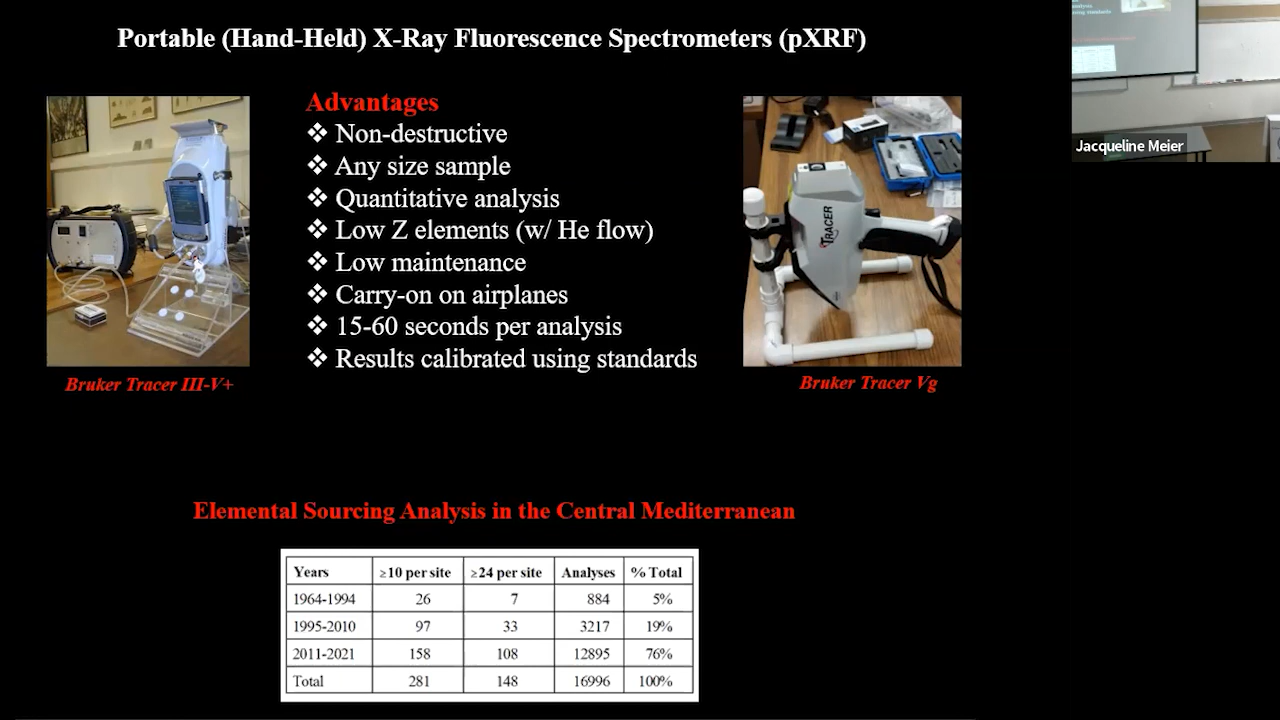 Portable (Hand-Held) X-Ray Fluorescence Spectrometers (pXRF)
Advantages
❖ Non-destructive
❖ Any size sample
❖ Quantitative analysis
❖ Low Z elements (w/ He flow)
❖ Low maintenance
❖ Carry-on on airplanes
❖ 15-60 seconds per analysis
❖ Results calibrated using standards
Bruker Tracer III-V+
TRACER
Bruker Tracer Vg
Jacqueline Meier
Elemental Sourcing Analysis in the Central Mediterranean
Years ≥10 per site ≥24 per site Analyses % Total
1964-1994 26 7 884 5%
1995-2010 97 33 3217 19%
2011-2021 158 108 12895 76%
Total 281 148 16996 100%